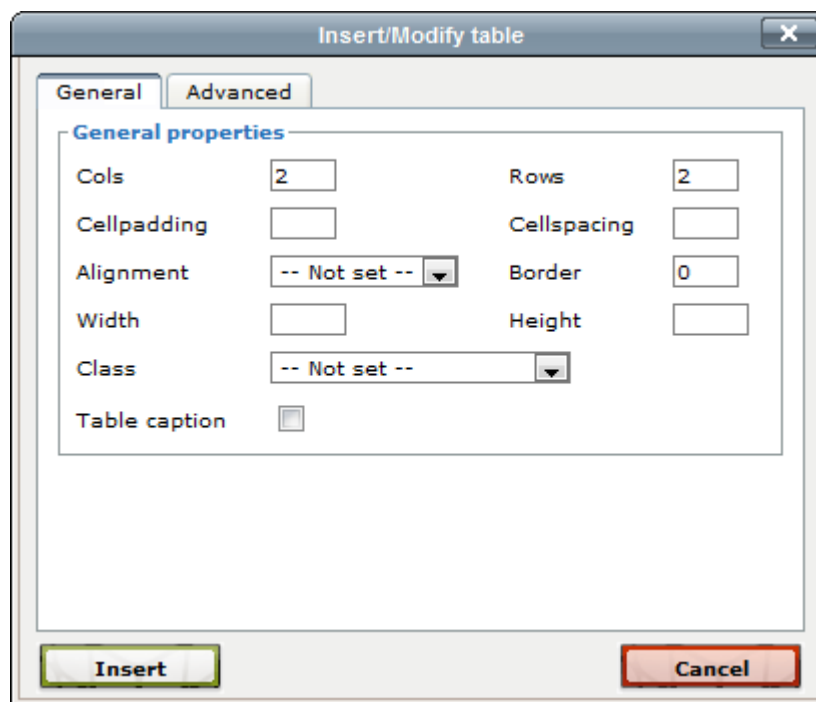 Insert/Modify table
General Advanced
General properties
Cols 2 Rows 2
Cellpadding Cellspacing
Alignment -- Not set -- Border 0
Width Height
Class -- Not set --
Table caption
Insert Cancel